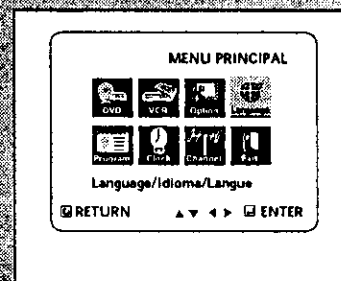 MENU PRINCIPAL
DVD VCR Option
Program Clock Channel Exit
Language/Idioma/Langue
RETURN ENTER